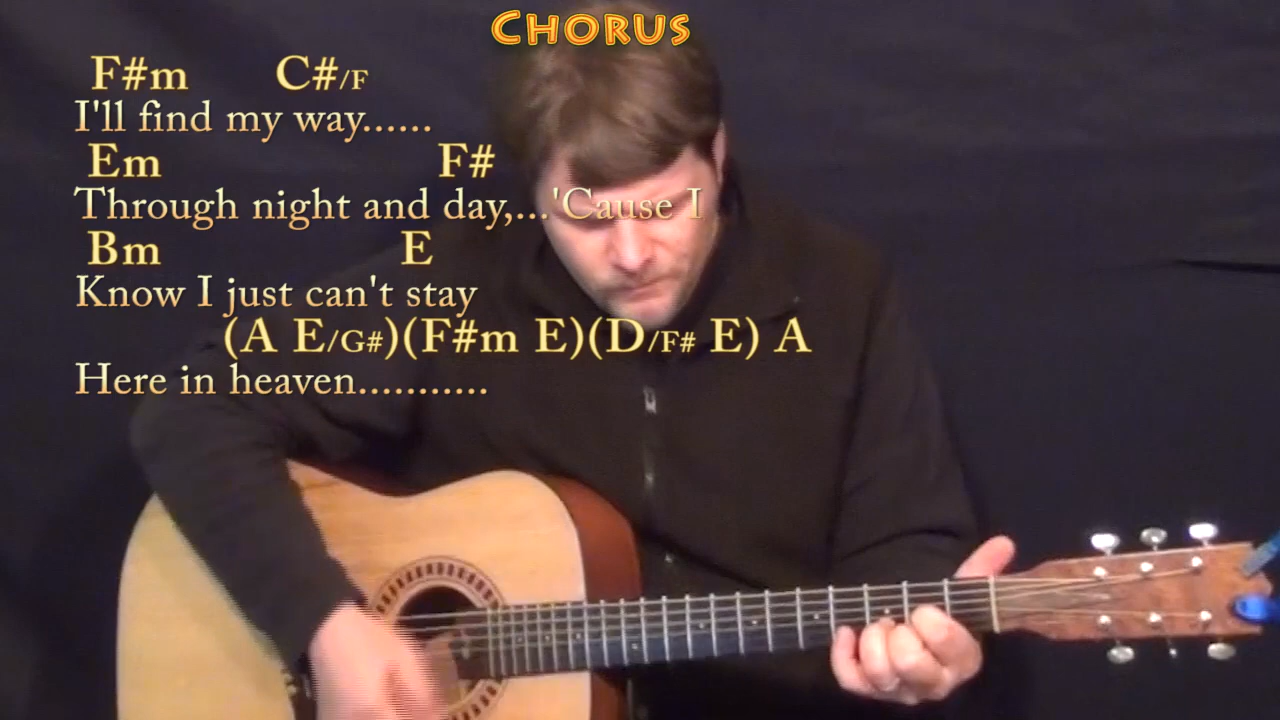 CHORUS
F#m C#/F
I'll find my way......
Em F#
Through night and day,...'Cause I
Bm E
Know I just can't stay
(A E/G#)(F#m E)(D/F# E) A
Here in heaven...........